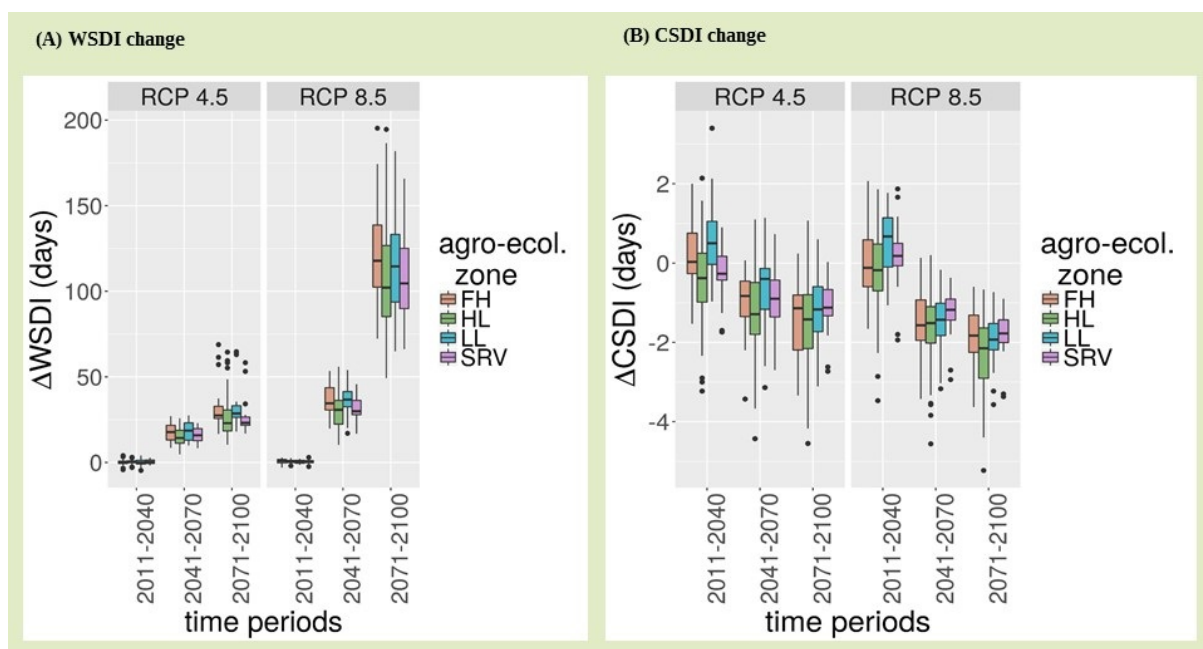 (A) WSDI change
RCP 4.5 RCP 8.5
200
150
100
50
0
ΔWSDI (days)
2011-2040
2041-2070
2071-2100
2011-2040
2041-2070
2071-2100
time periods
agro-ecol.
zone
FH
HL
LL
SRV
(B) CSDI change
RCP 4.5 RCP 8.5
2
0
-2
-4
ΔCSDI (days)
2011-2040
2041-2070
2071-2100
2011-2040
2041-2070
2071-2100
time periods
agro-ecol.
zone
FH
HL
LL
SRV